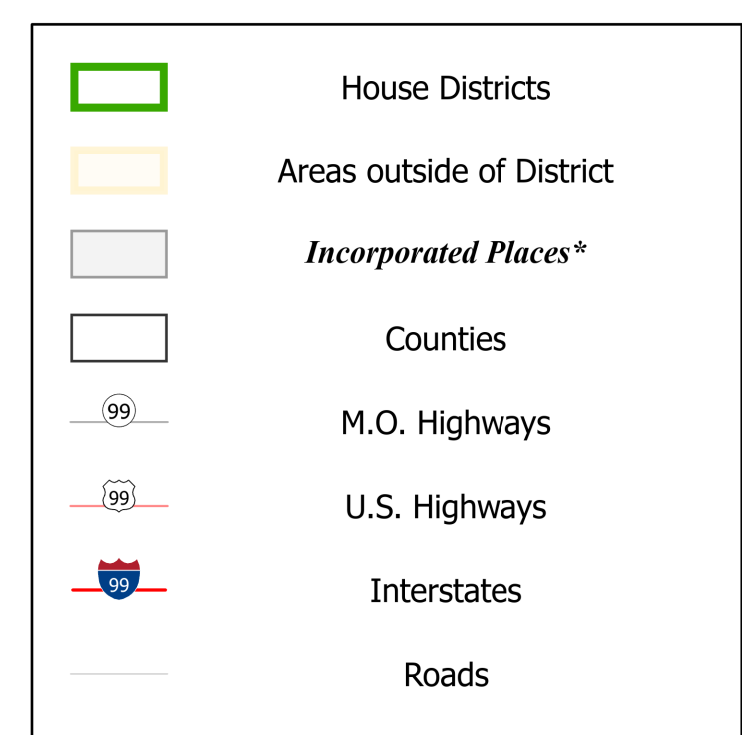 House Districts
Areas outside of District
Incorporated Places*
Counties
99
M.O. Highways
99
U.S. Highways
99
Interstates
Roads